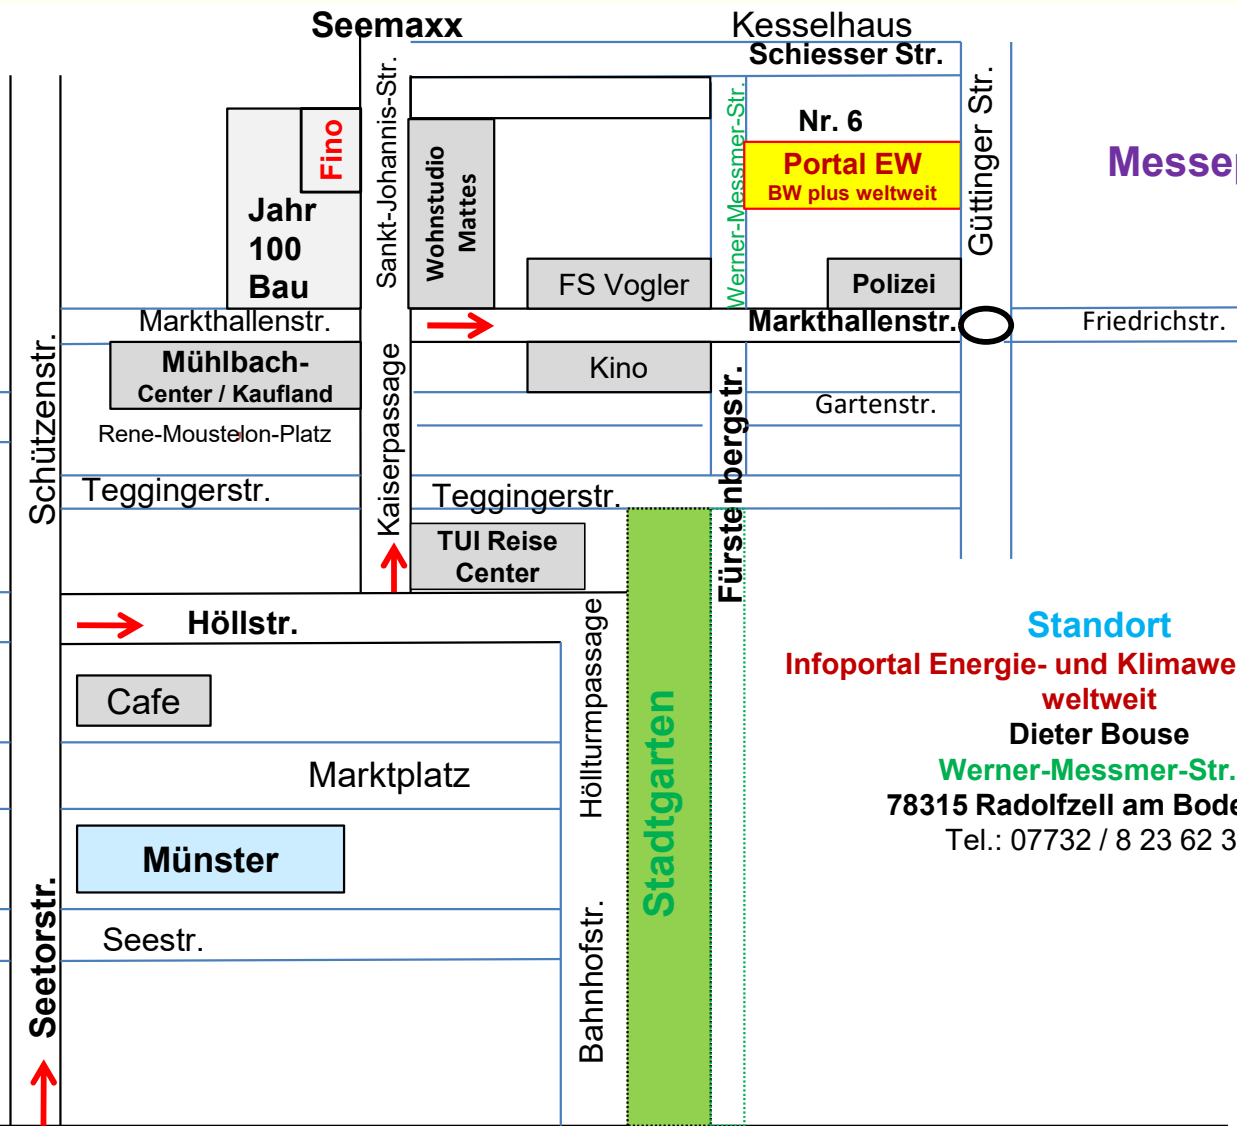 Seemaxx
Kesselhaus
Schiesser Str.
Sankt-Johannis-Str.
Werner-Messmer-Str.
Güttinger Str.
Fino
Jahr
100
Bau
Wohnstudio
Mattes
Nr. 6
Portal EW
BW plus weltweit
Messep
FS Vogler
Polizei
Markthallenstr.
Markthallenstr.
Friedrichstr.
Schützenstr.
Mühlbach-
Center / Kaufland
Kaiserpassage
Kino
Fürstenbergstr.
Gartenstr.
Rene-Moustelon-Platz
Teggingerstr.
Teggingerstr.
TUI Reise
Center
Höllstr.
Höllturmpassage
Standort
Infoportal Energie- und Klimawe
weltweit
Dieter Bouse
Werner-Messmer-Str.
78315 Radolfzell am Bode
Tel.: 07732 / 8 23 62 3
Cafe
Marktplatz
Stadtgarten
Münster
Seetorstr.
Seestr.
Bahnhofstr.